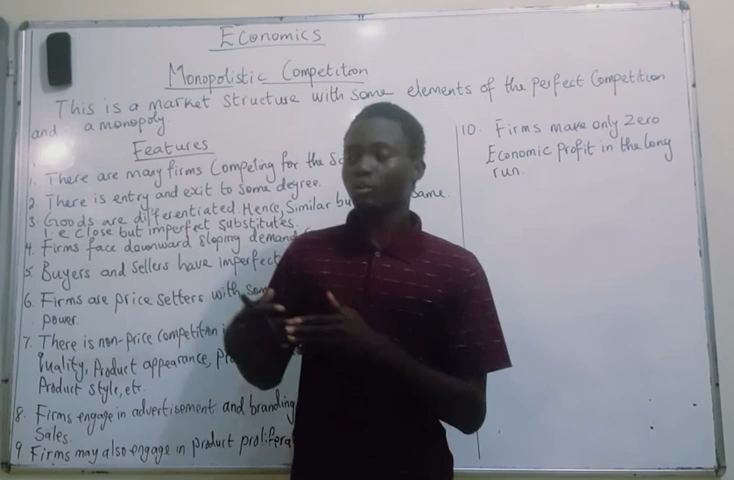 Economics
Monopolistic Competition
This is a market structure with some elements of the perfect Competition
and a monopoly.
Features
1. There are many firms Competing for the
2. There is entry and exit to some degree.
3. Goods are differentiated. Hence, Similar same.
i.e close but imperfect substitutes.
4. Firms face downward sloping demand
5. Buyers and Sellers have imperfect
6. Firms are price setters with
power.
7. There is non-price competition
quality, Product appearance,
Product style, etc.
8. Firms engage in advertisement and branding
Sales.
9. Firms may also engage in product
10. Firms make only Zero
Economic Profit in the long
run.